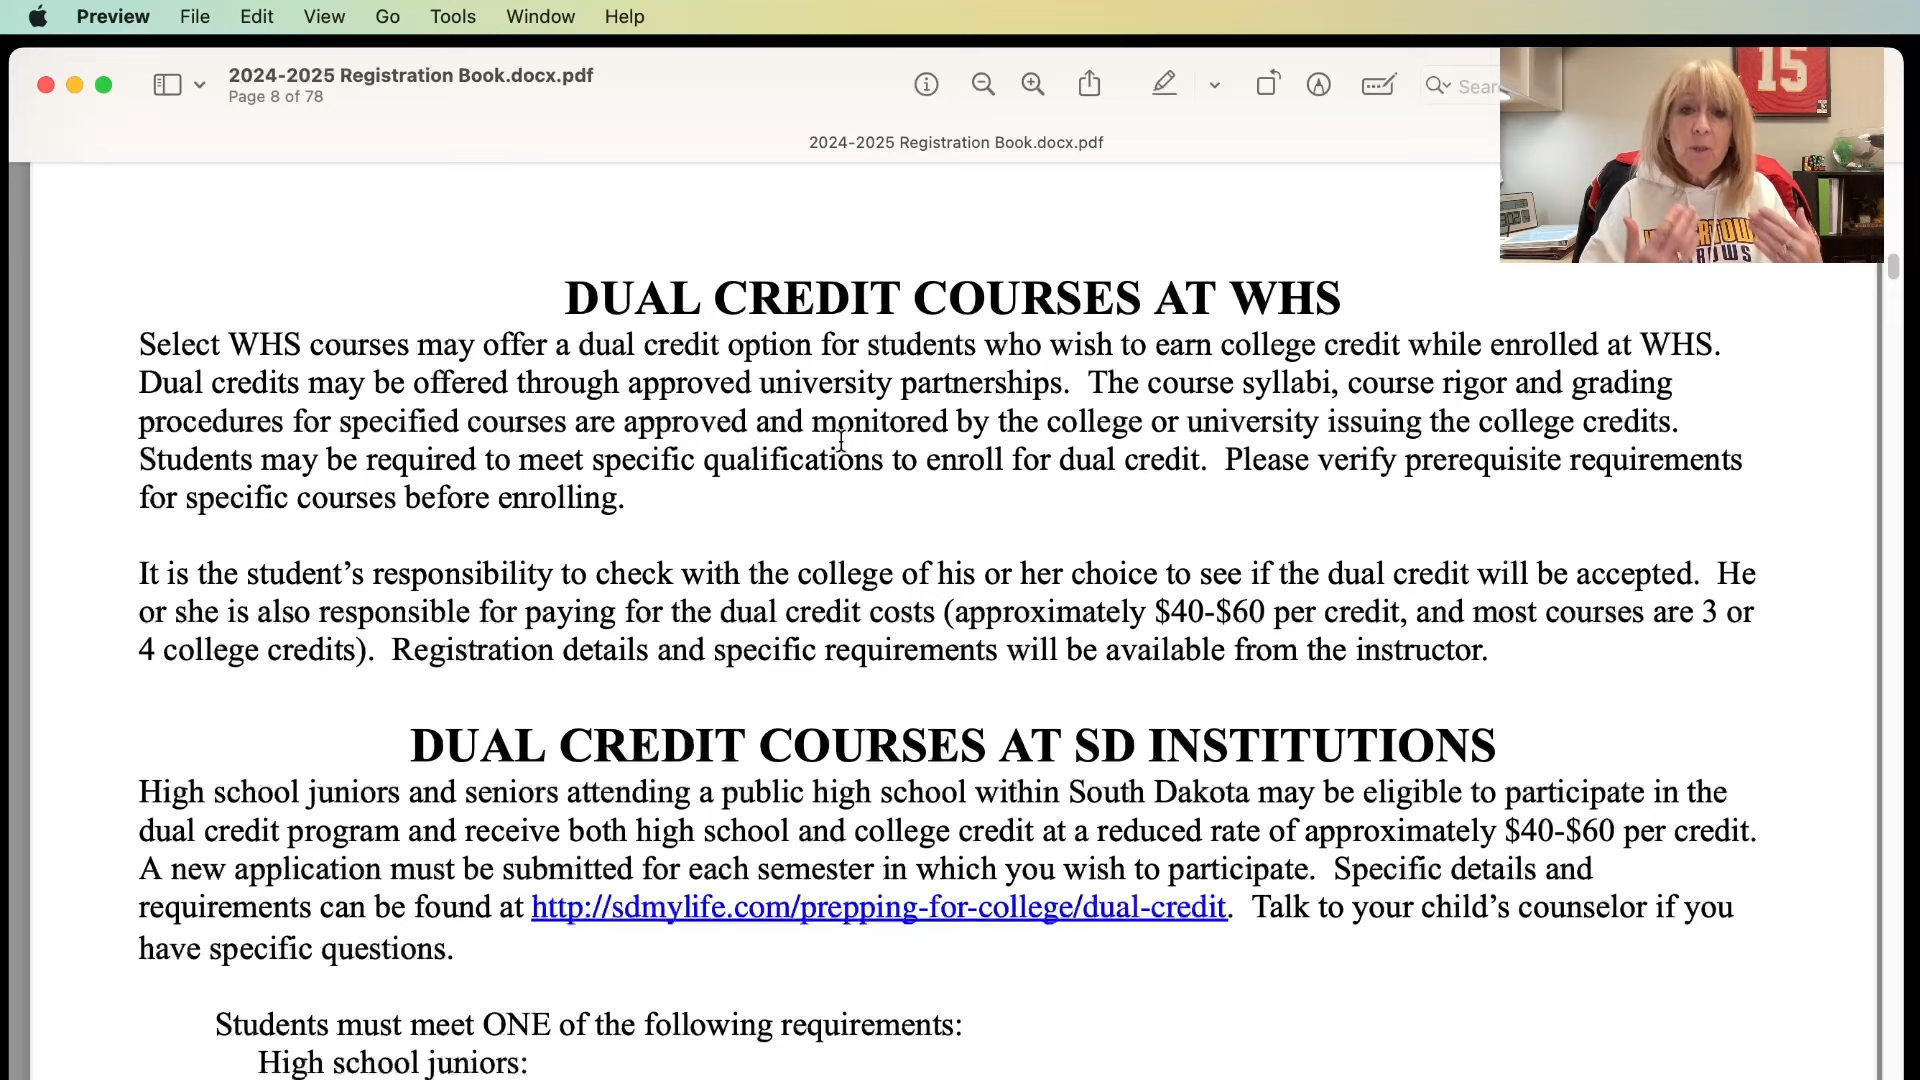 Preview File Edit View Go Tools Window Help
2024-2025 Registration Book.docx.pdf
Page 8 of 78
2024-2025 Registration Book.docx.pdf
15
DUAL CREDIT COURSES AT WHS
Select WHS courses may offer a dual credit option for students who wish to earn college credit while enrolled at WHS.
Dual credits may be offered through approved university partnerships. The course syllabi, course rigor and grading
procedures for specified courses are approved and monitored by the college or university issuing the college credits.
Students may be required to meet specific qualifications to enroll for dual credit. Please verify prerequisite requirements
for specific courses before enrolling.
It is the student’s responsibility to check with the college of his or her choice to see if the dual credit will be accepted. He
or she is also responsible for paying for the dual credit costs (approximately $40-$60 per credit, and most courses are 3 or
4 college credits). Registration details and specific requirements will be available from the instructor.
DUAL CREDIT COURSES AT SD INSTITUTIONS
High school juniors and seniors attending a public high school within South Dakota may be eligible to participate in the
dual credit program and receive both high school and college credit at a reduced rate of approximately $40-$60 per credit.
A new application must be submitted for each semester in which you wish to participate. Specific details and
requirements can be found at http://sdmylife.com/prepping-for-college/dual-credit. Talk to your child’s counselor if you
have specific questions.
Students must meet ONE of the following requirements:
High school juniors: